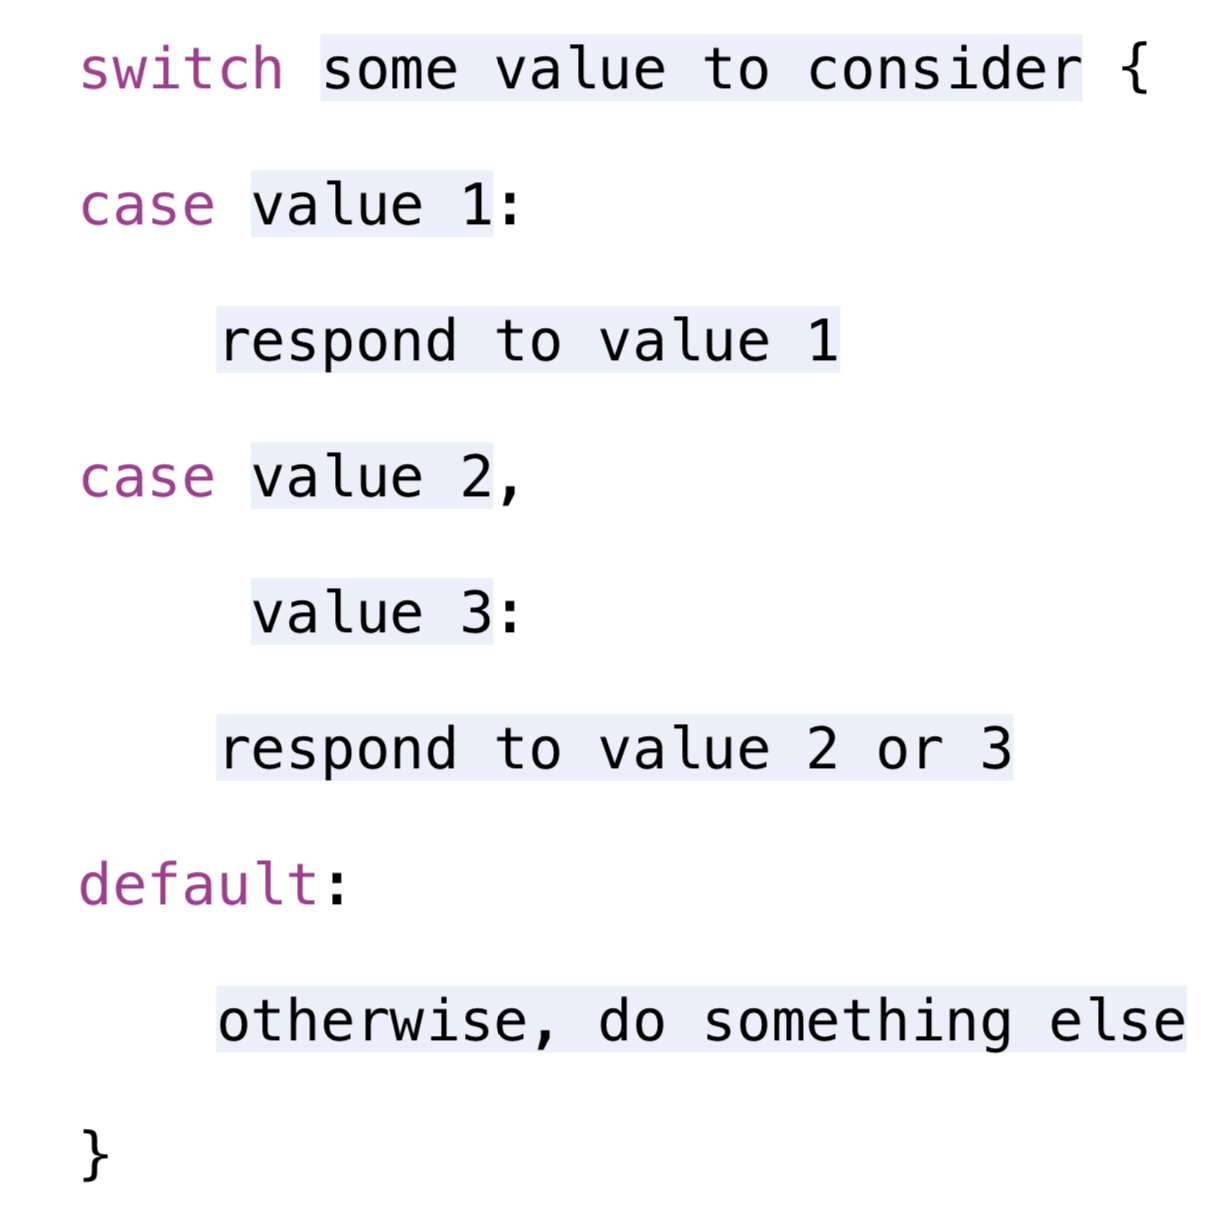 switch some value to consider {
case value 1:
respond to value 1
case value 2,
value 3:
respond to value 2 or 3
default:
otherwise, do something else
}